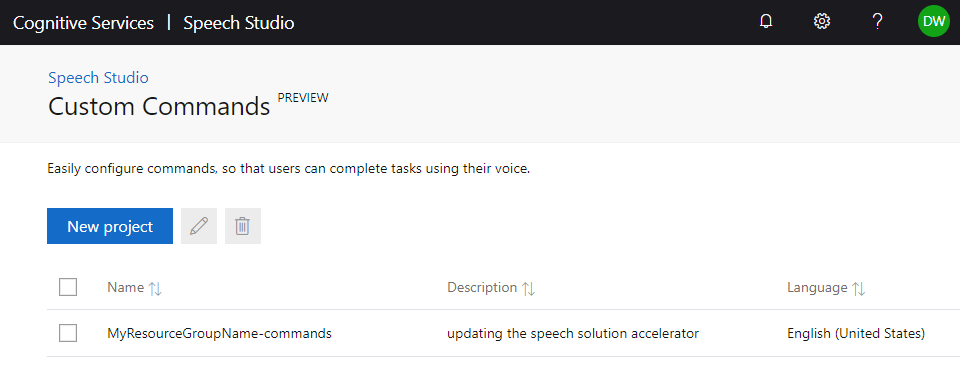 Cognitive Services | Speech Studio
?
DW
Speech Studio
Custom Commands PREVIEW
Easily configure commands, so that users can complete tasks using their voice.
New project
Name Description Language
MyResourceGroupName-commands updating the speech solution accelerator English (United States)